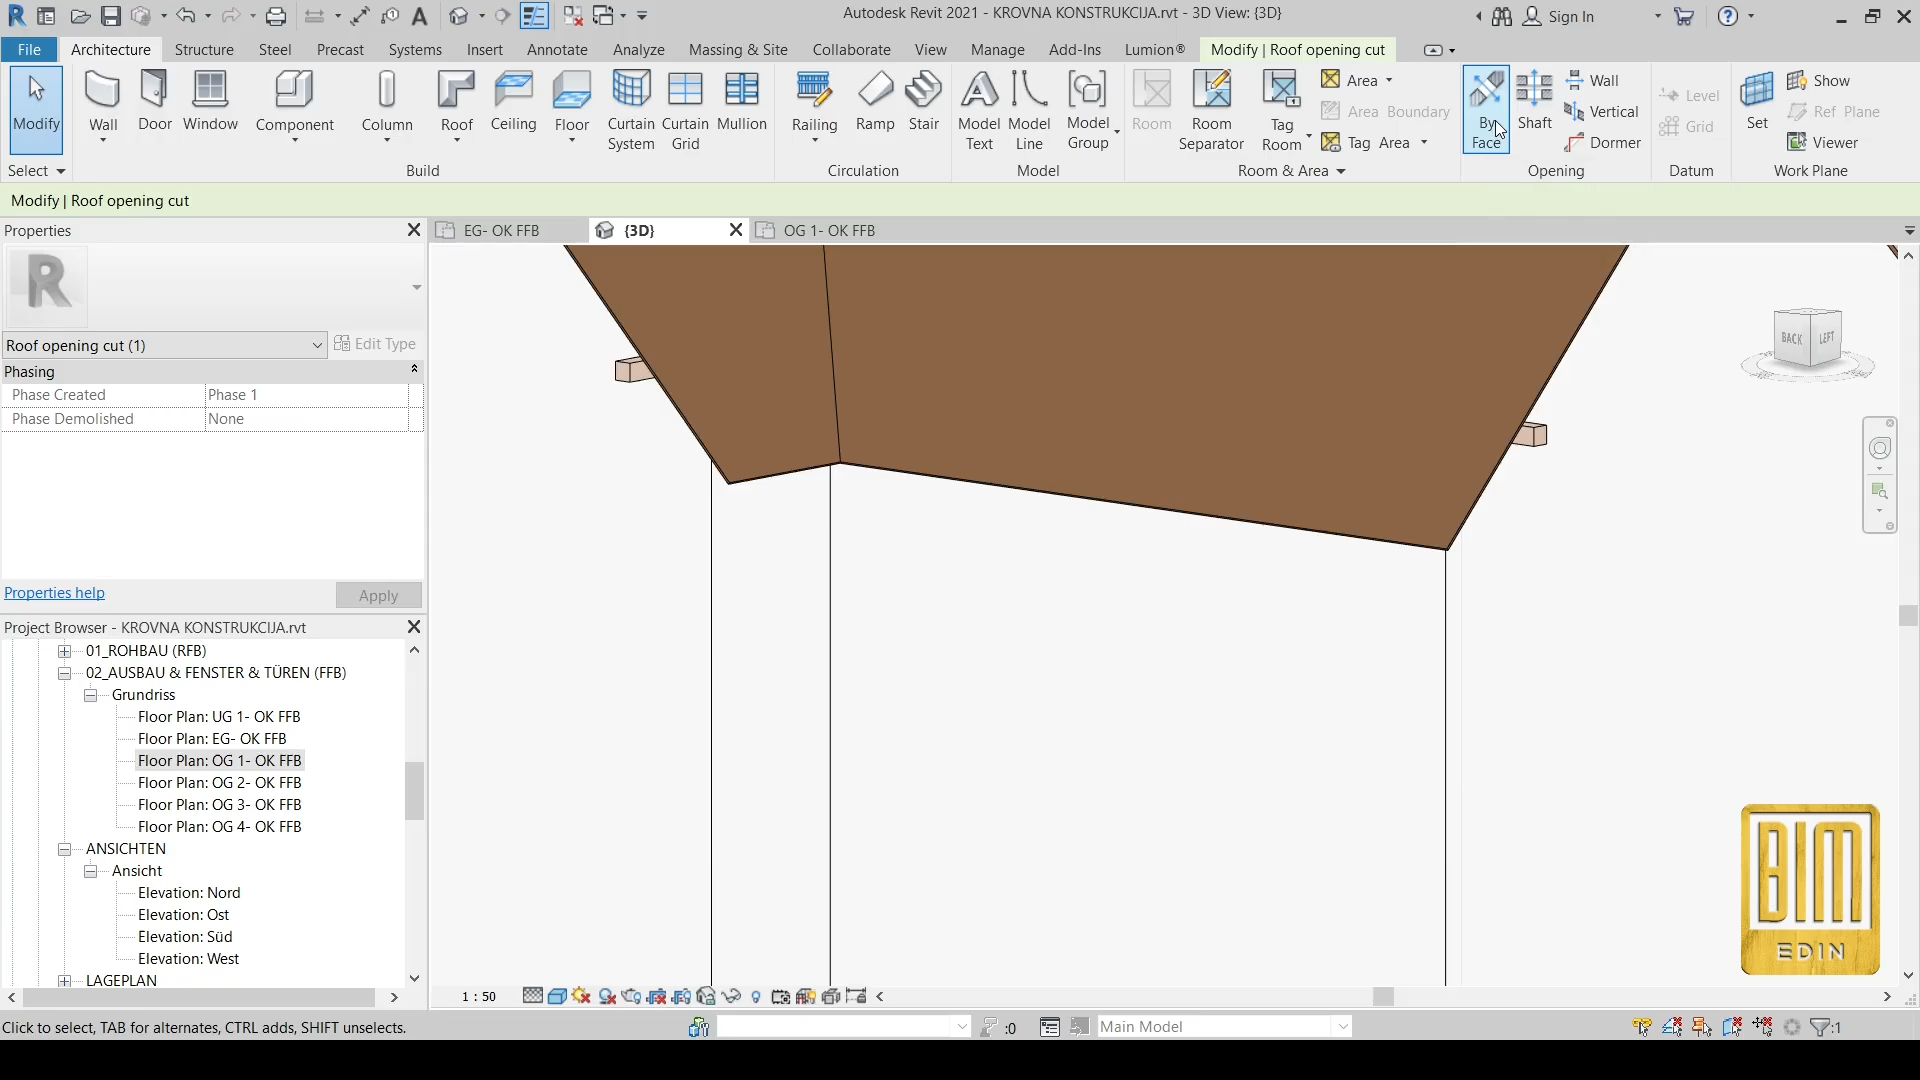 Autodesk Revit 2021 - KROVNA KONSTRUKCIJA.rvt - 3D View: {3D}
Sign In
File Architecture Structure Steel Precast Systems Insert Annotate Analyze Massing & Site Collaborate View Manage Add-Ins Lumion® Modify | Roof opening cut
Modify Wall Door Window Component Column Roof Ceiling Floor Curtain System Curtain Grid Mullion Railing Ramp Stair Model Text Model Line Model Group Room Room Separator Tag Room Area Area Boundary Tag Area By Face Shaft Wall Vertical Dormer Level Grid Set Show Ref Plane Viewer
Select Build Circulation Model Room & Area Opening Datum Work Plane
Modify | Roof opening cut
Properties
EG- OK FFB {3D} OG 1- OK FFB
R
Roof opening cut (1) Edit Type
Phasing
Phase Created Phase 1
Phase Demolished None
BACK LEFT
Properties help Apply
Project Browser - KROVNA KONSTRUKCIJA.rvt
01_ROHBAU (RFB)
02_AUSBAU & FENSTER & TÜREN (FFB)
Grundriss
Floor Plan: UG 1- OK FFB
Floor Plan: EG- OK FFB
Floor Plan: OG 1- OK FFB
Floor Plan: OG 2- OK FFB
Floor Plan: OG 3- OK FFB
Floor Plan: OG 4- OK FFB
ANSICHTEN
Ansicht
Elevation: Nord
Elevation: Ost
Elevation: Süd
Elevation: West
LAGEPLAN
BIM
EDIN
1 : 50
Click to select, TAB for alternates, CTRL adds, SHIFT unselects.
:0
Main Model
:1